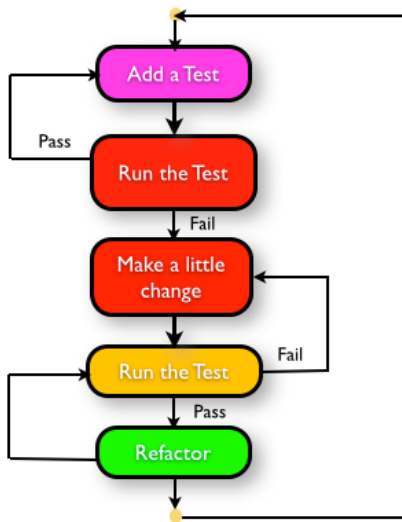 Add a Test
Pass
Run the Test
Fail
Make a little
change
Fail
Run the Test
Pass
Refactor